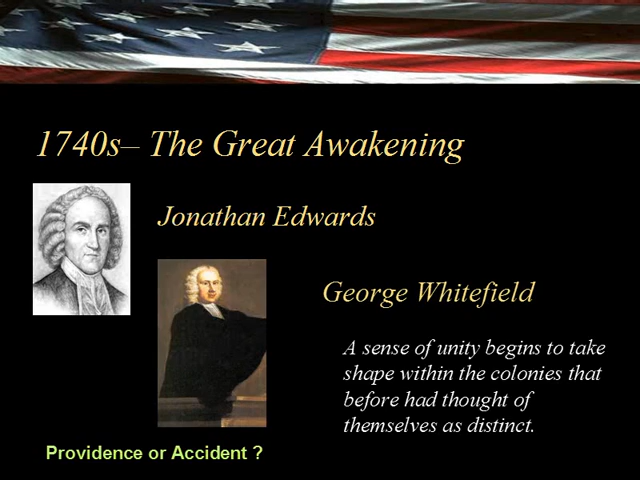 1740s– The Great Awakening
Jonathan Edwards
George Whitefield
A sense of unity begins to take
shape within the colonies that
before had thought of
themselves as distinct.
Providence or Accident ?